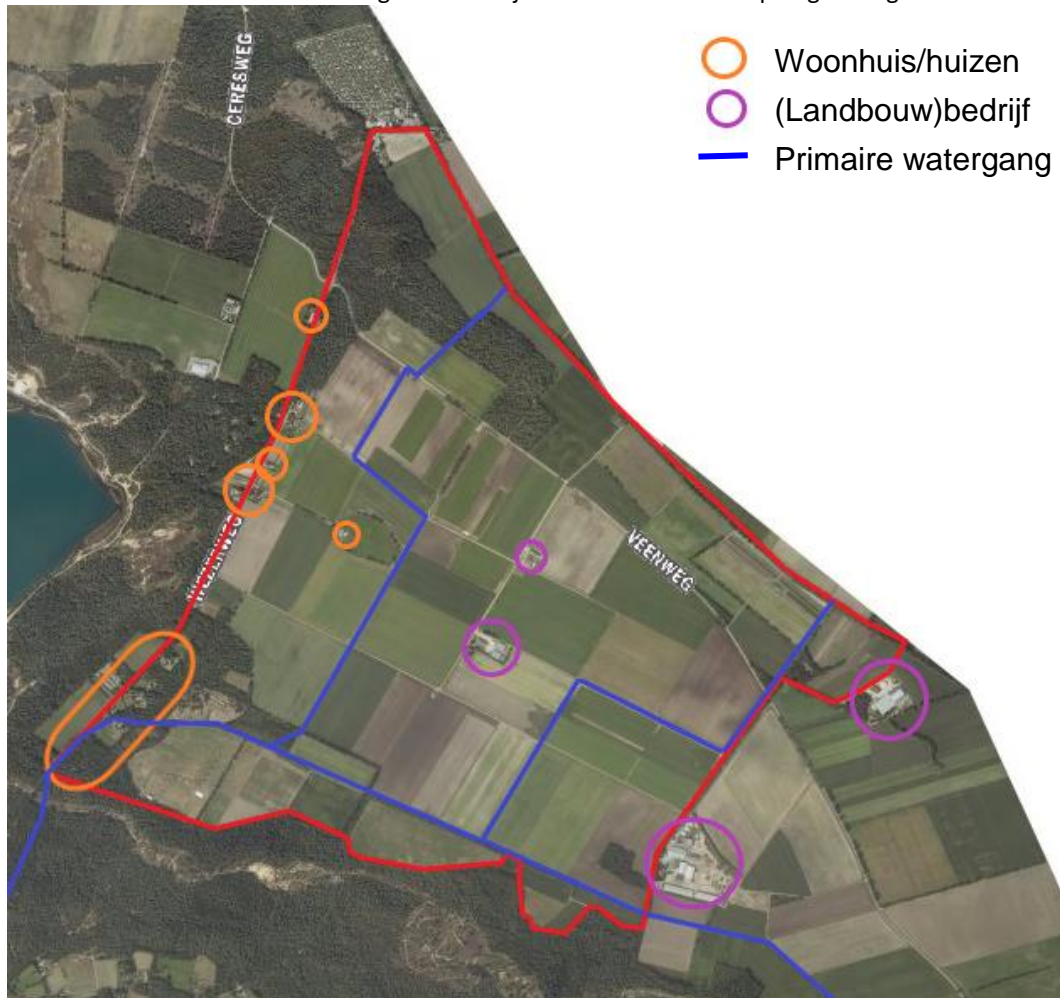 Woonhuis/huizen
(Landbouw)bedrijf
Primaire watergang
CERESWEG
VEENWEG